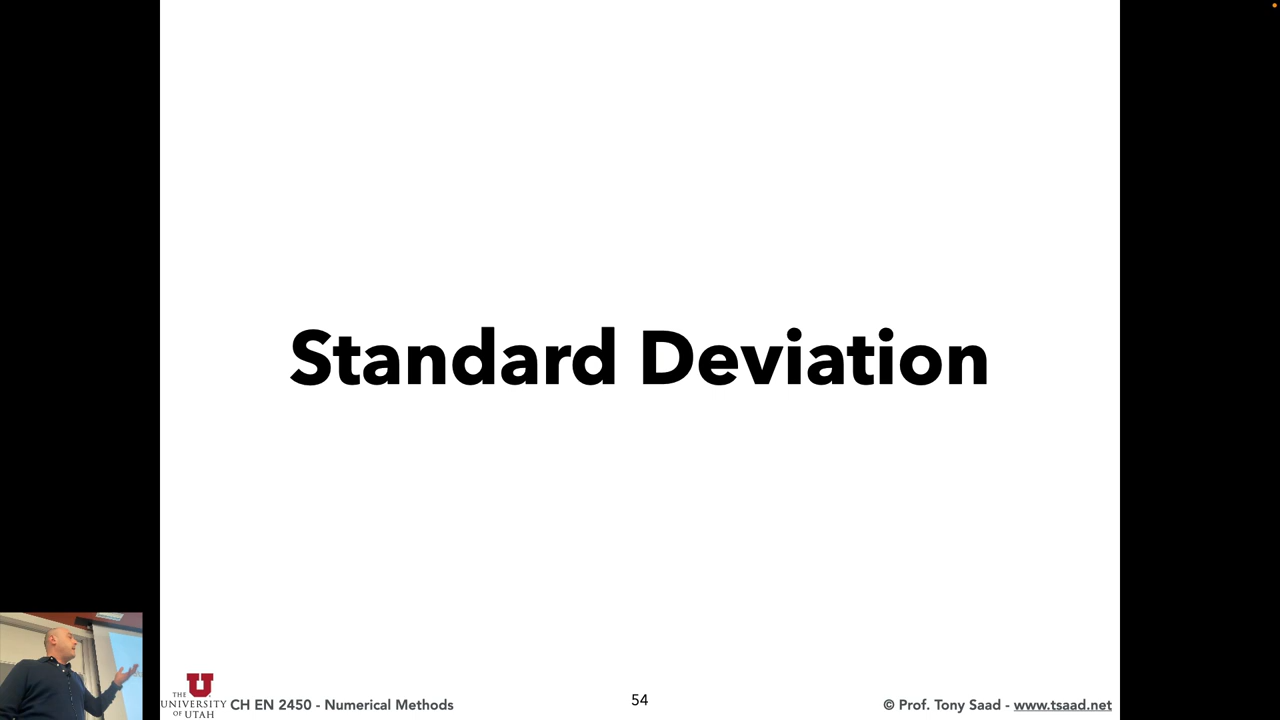 Standard Deviation
THE
UNIVERSITY
OF UTAH
CH EN 2450 - Numerical Methods
54
© Prof. Tony Saad - www.tsaad.net